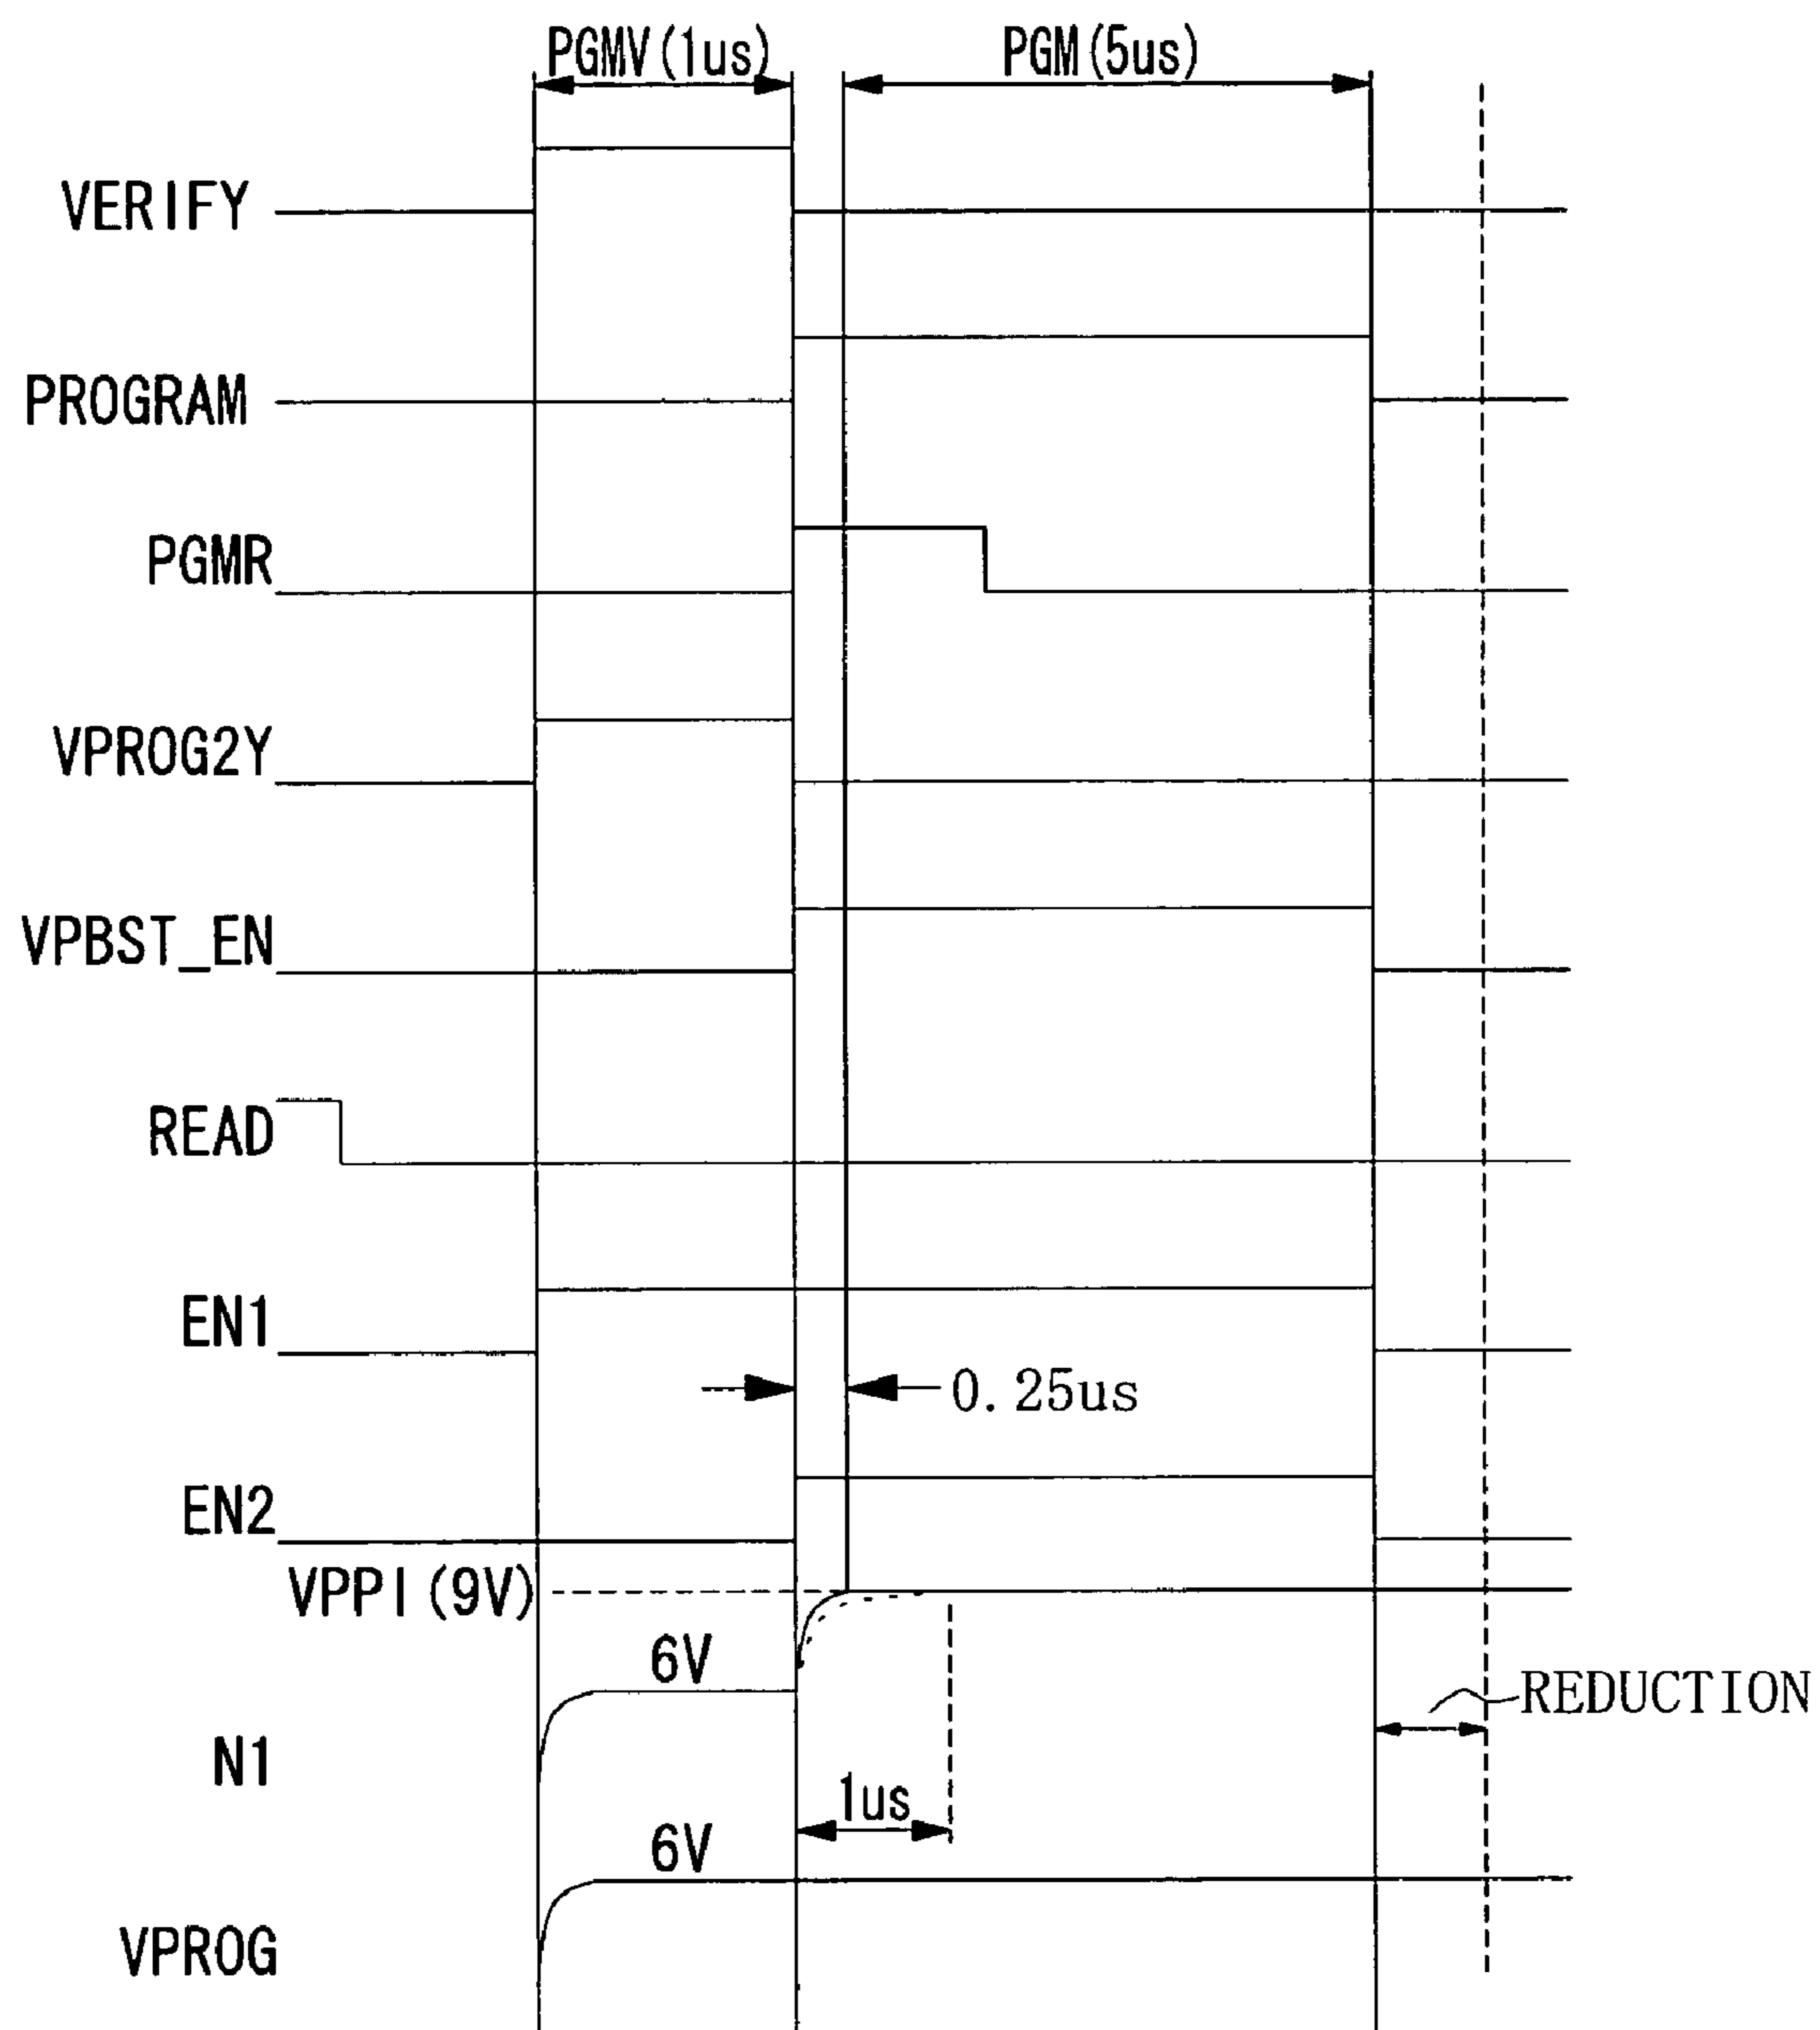 PGMV(1us)
PGM(5us)
VERIFY
PROGRAM
PGMR
VPROG2Y
VPBST_EN
READ
EN1
0.25us
EN2
VPPI(9V)
6V
REDUCTION
N1
1us
6V
VPROG